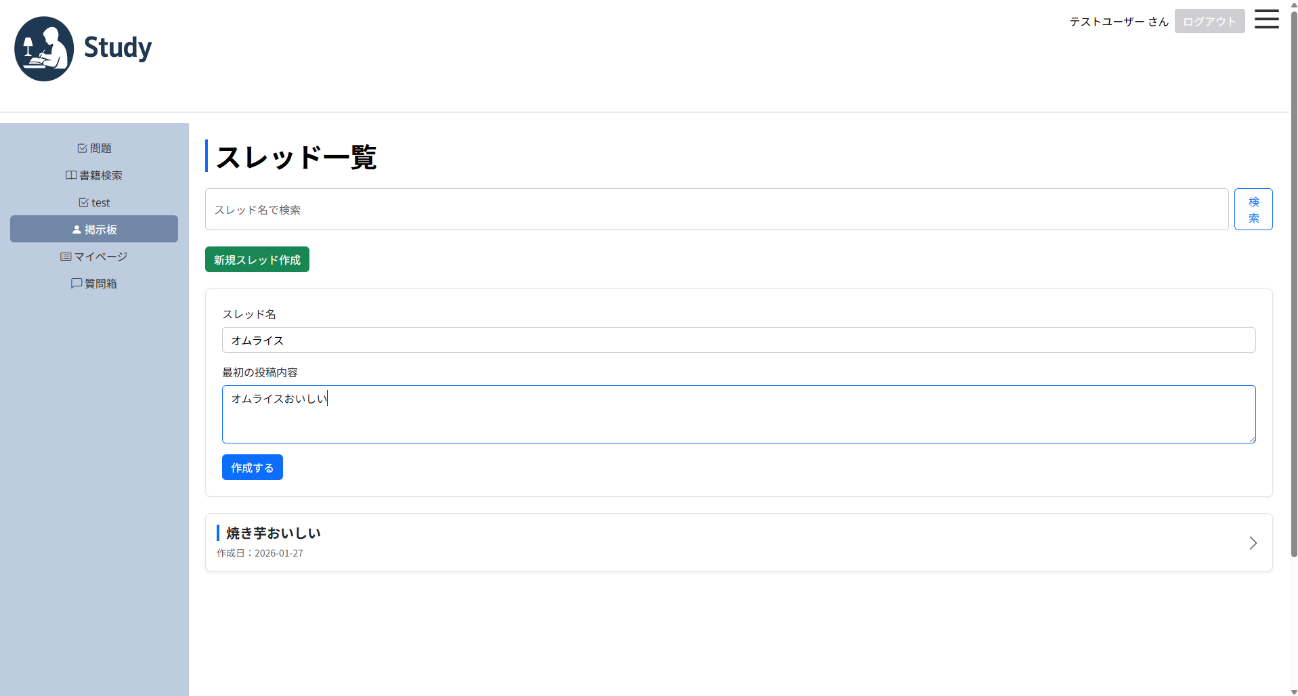 Study
テストユーザー さん
ログアウト
問題
書籍検索
test
掲示板
マイページ
質問箱
スレッド一覧
スレッド名で検索
検
索
新規スレッド作成
スレッド名
オムライス
最初の投稿内容
オムライスおいしい
作成する
焼き芋おいしい
作成日：2026-01-27